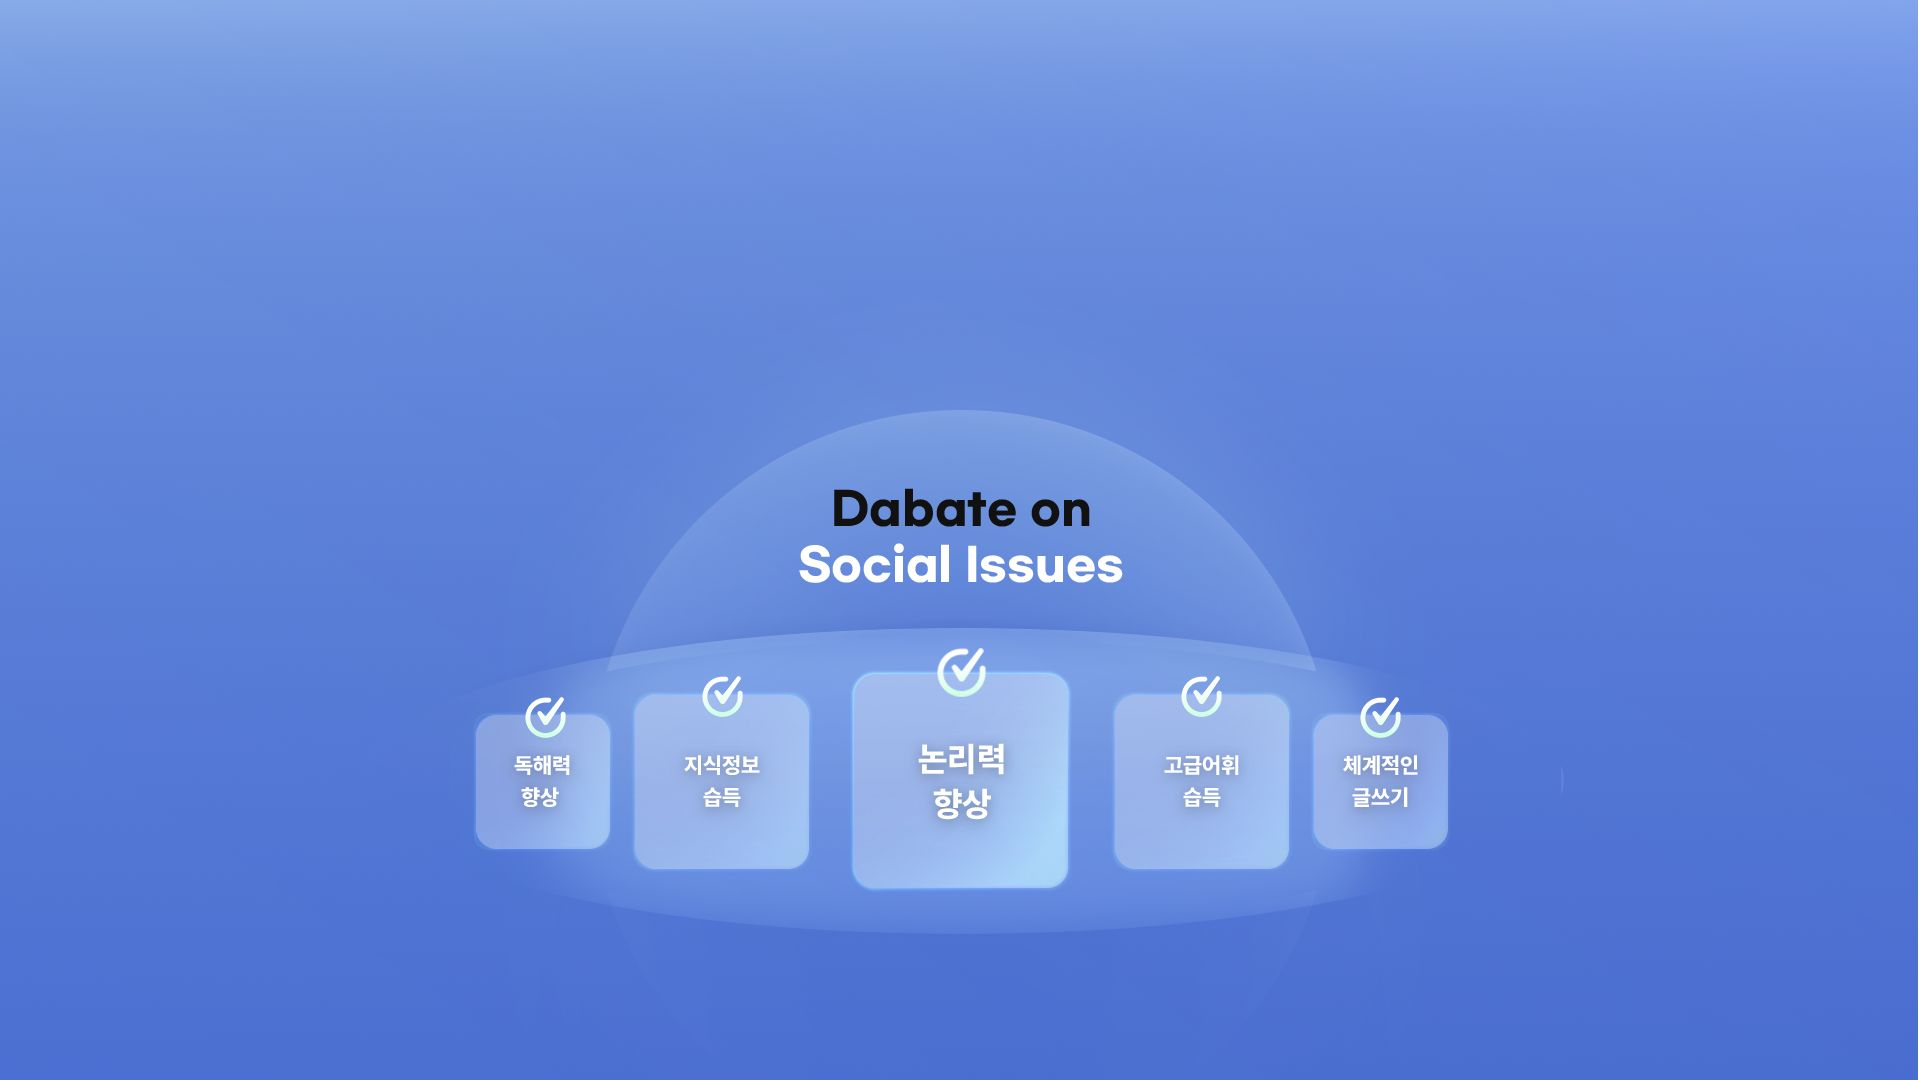 Dabate on
Social Issues
독해력
향상
지식정보
습득
논리력
향상
고급어휘
습득
체계적인
글쓰기